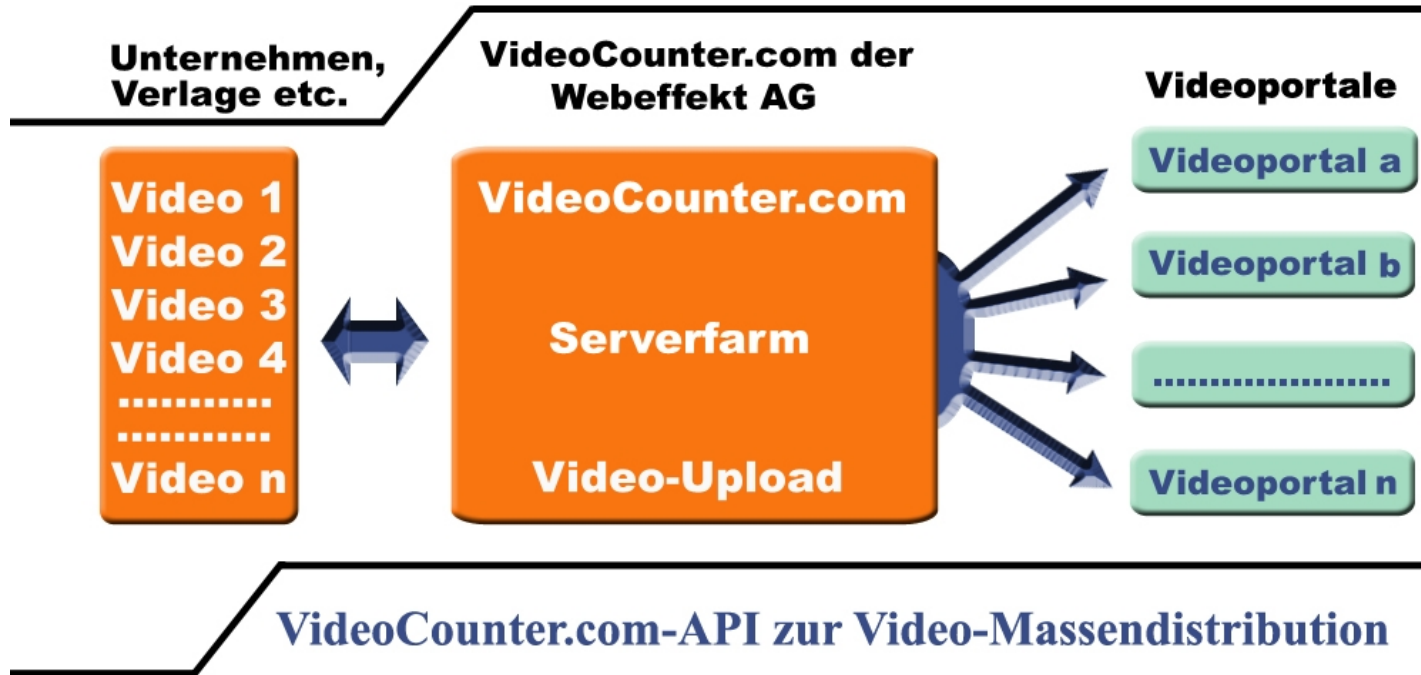 Unternehmen,
Verlage etc.
VideoCounter.com der
Webeffekt AG
Videoportale
Video 1
Video 2
Video 3
Video 4
...........
...........
Video n
VideoCounter.com
Serverfarm
Video-Upload
Videoportal a
Videoportal b
.....................
Videoportal n
VideoCounter.com-API zur Video-Massendistribution